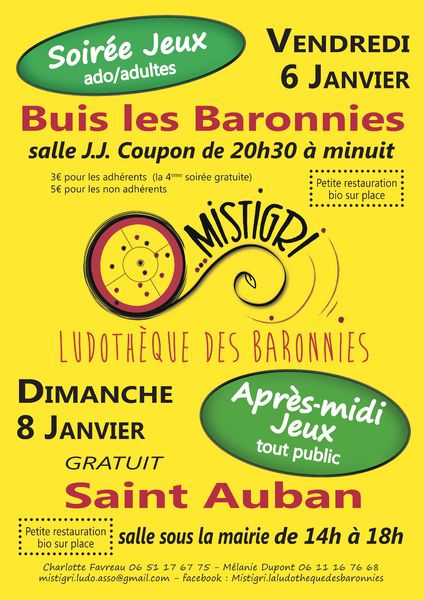 Soirée Jeux
ado/adultes
VENDREDI
6 JANVIER
Buis les Baronnies
salle J.J. Coupon de 20h30 à minuit
3€ pour les adhérents (la 4ème soirée gratuite)
5€ pour les non adhérents
Petite restauration
bio sur place
MISTIGRI
LUDOTHÈQUE DES BARONNIES
DIMANCHE
8 JANVIER
GRATUIT
Après-midi
Jeux
tout public
Saint Auban
Petite restauration
bio sur place
salle sous la mairie de 14h à 18h
Charlotte Favreau 06 51 17 67 75 - Mélanie Dupont 06 11 16 76 68
mistigri.ludo.asso@gmail.com - facebook : Mistigri.laludothequedesbaronnies